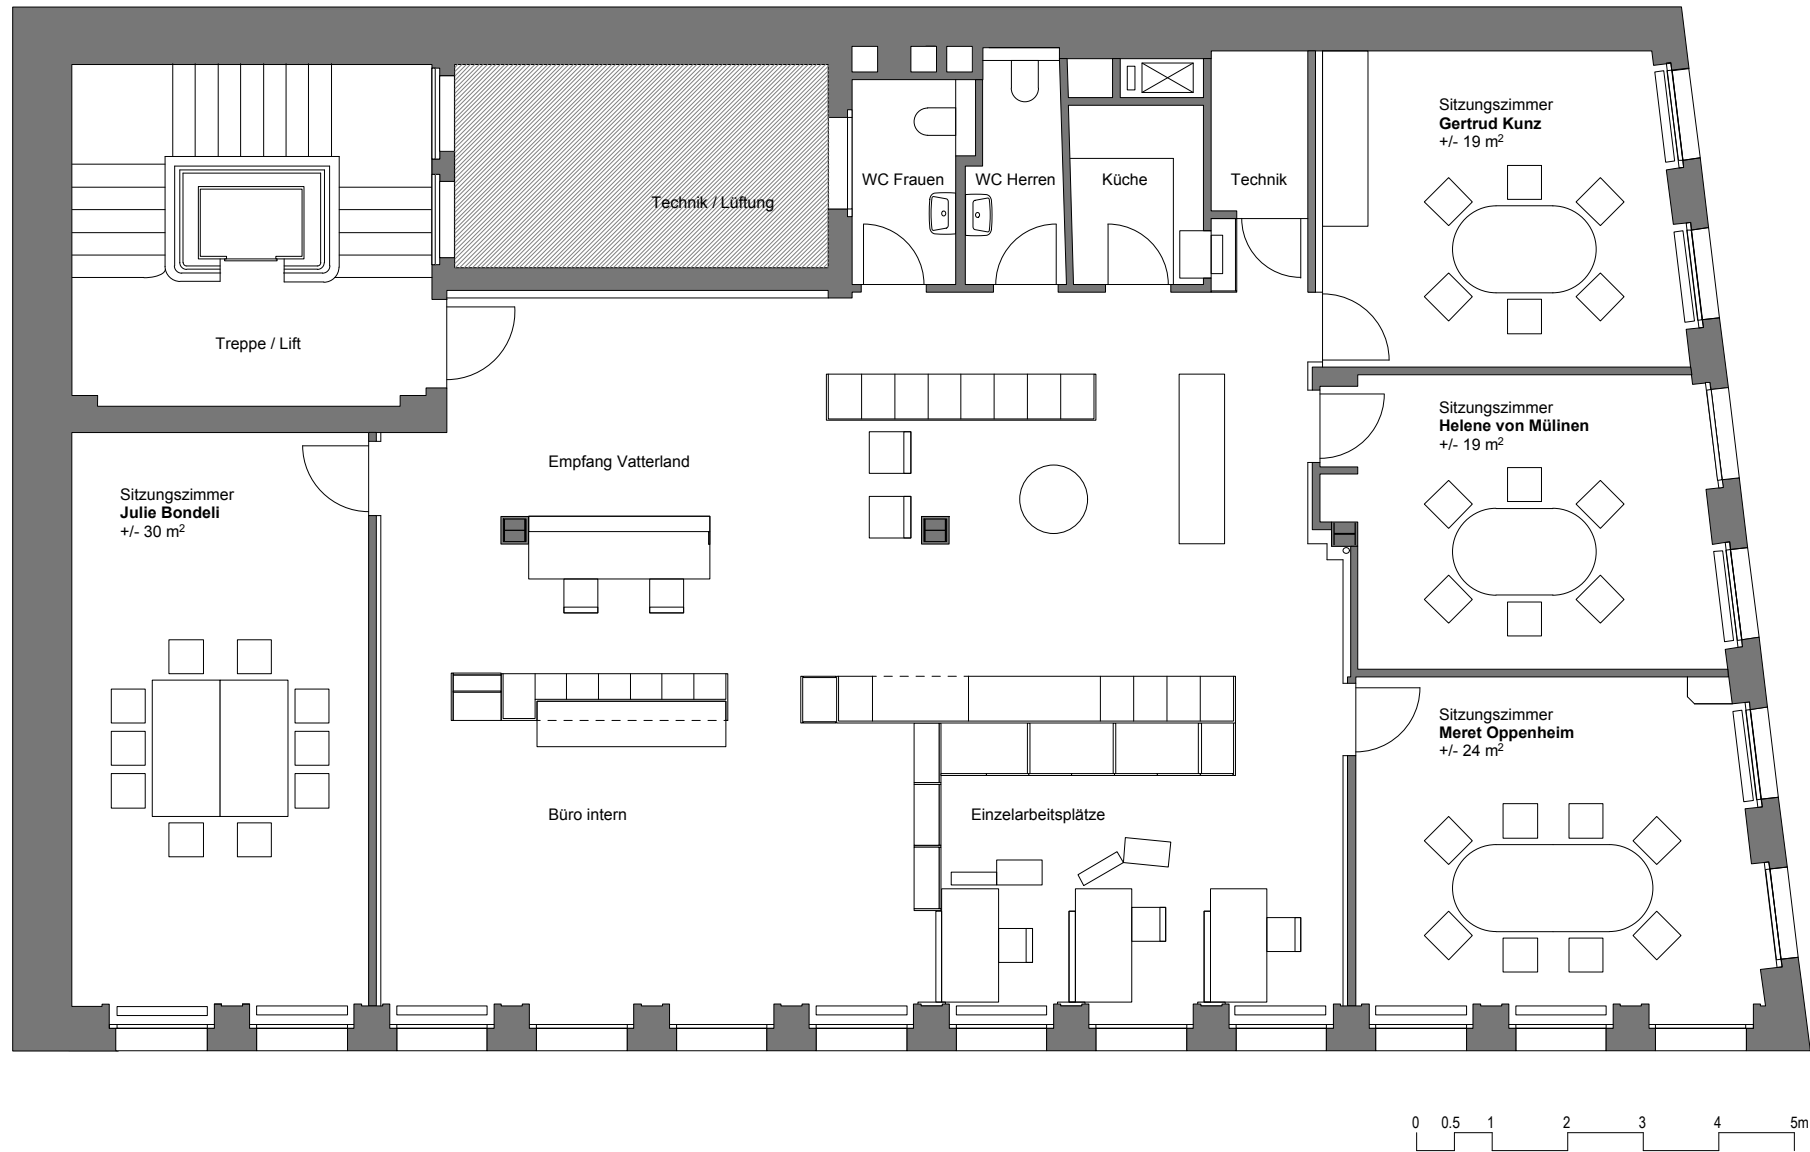 Sitzungszimmer
Gertrud Kunz
+/- 19 m²
WC Frauen
WC Herren
Küche
Technik
Technik / Lüftung
Treppe / Lift
Sitzungszimmer
Helene von Mülinen
+/- 19 m²
Empfang Vatterland
Sitzungszimmer
Julie Bondeli
+/- 30 m²
Sitzungszimmer
Meret Oppenheim
+/- 24 m²
Büro intern
Einzelarbeitsplätze
0 0.5 1 2 3 4 5m